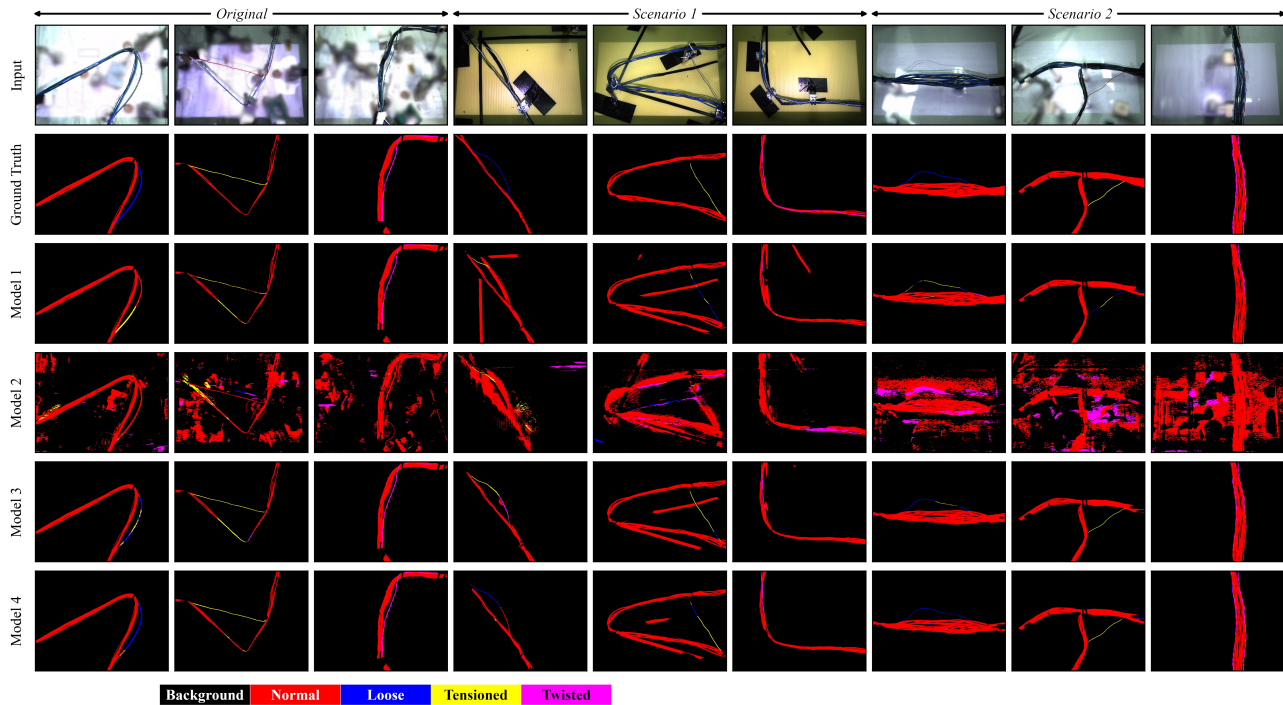 Original Scenario 1 Scenario 2
Input
Ground Truth
Model 1
Model 2
Model 3
Model 4
Background Normal Loose Tensioned Twisted